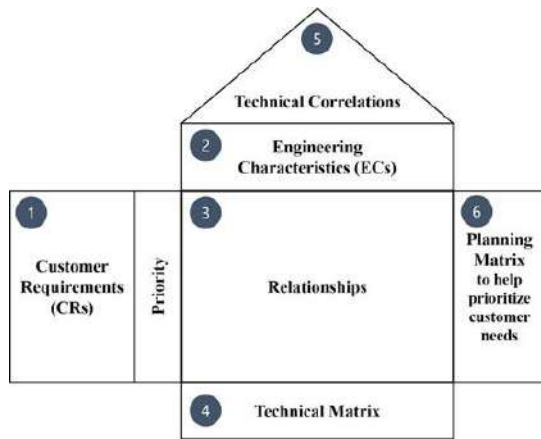 5
Technical Correlations
2
Engineering
Characteristics (ECs)
1
Customer
Requirements
(CRs)
Priority
3
Relationships
6
Planning
Matrix
to help
prioritize
customer
needs
4
Technical Matrix